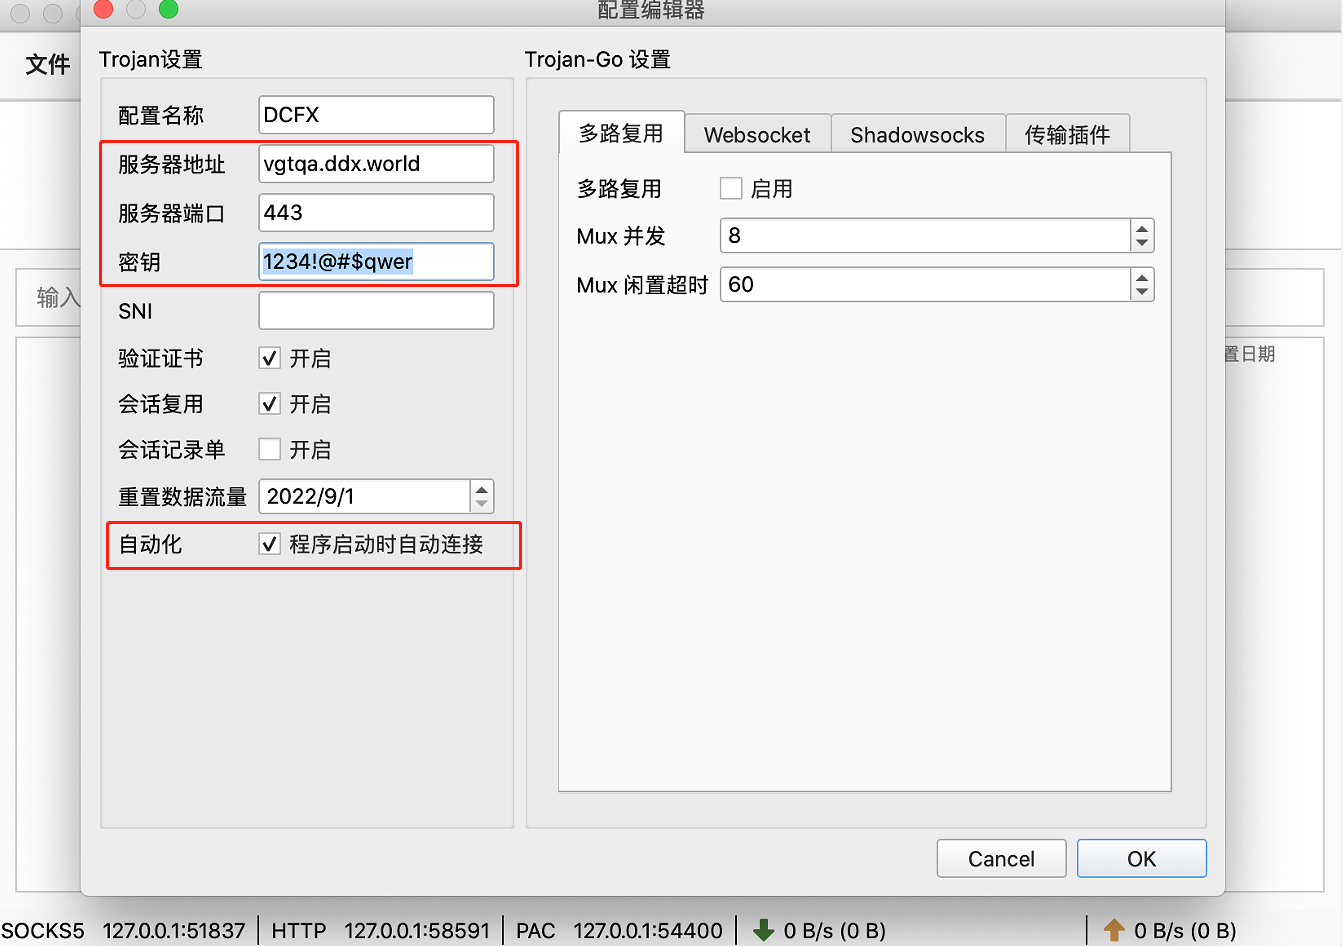 配置编辑器
文件
Trojan设置
配置名称 DCFX
服务器地址 vgtqa.ddx.world
服务器端口 443
密钥 1234!@#$qwer
SNI
验证证书 开启
会话复用 开启
会话记录单 开启
重置数据流量 2022/9/1
自动化 程序启动时自动连接
Trojan-Go 设置
多路复用 Websocket Shadowsocks 传输插件
多路复用 启用
Mux 并发 8
Mux 闲置超时 60
输入
置日期
Cancel OK
SOCKS5 127.0.0.1:51837 HTTP 127.0.0.1:58591 PAC 127.0.0.1:54400 0 B/s (0 B) 0 B/s (0 B)